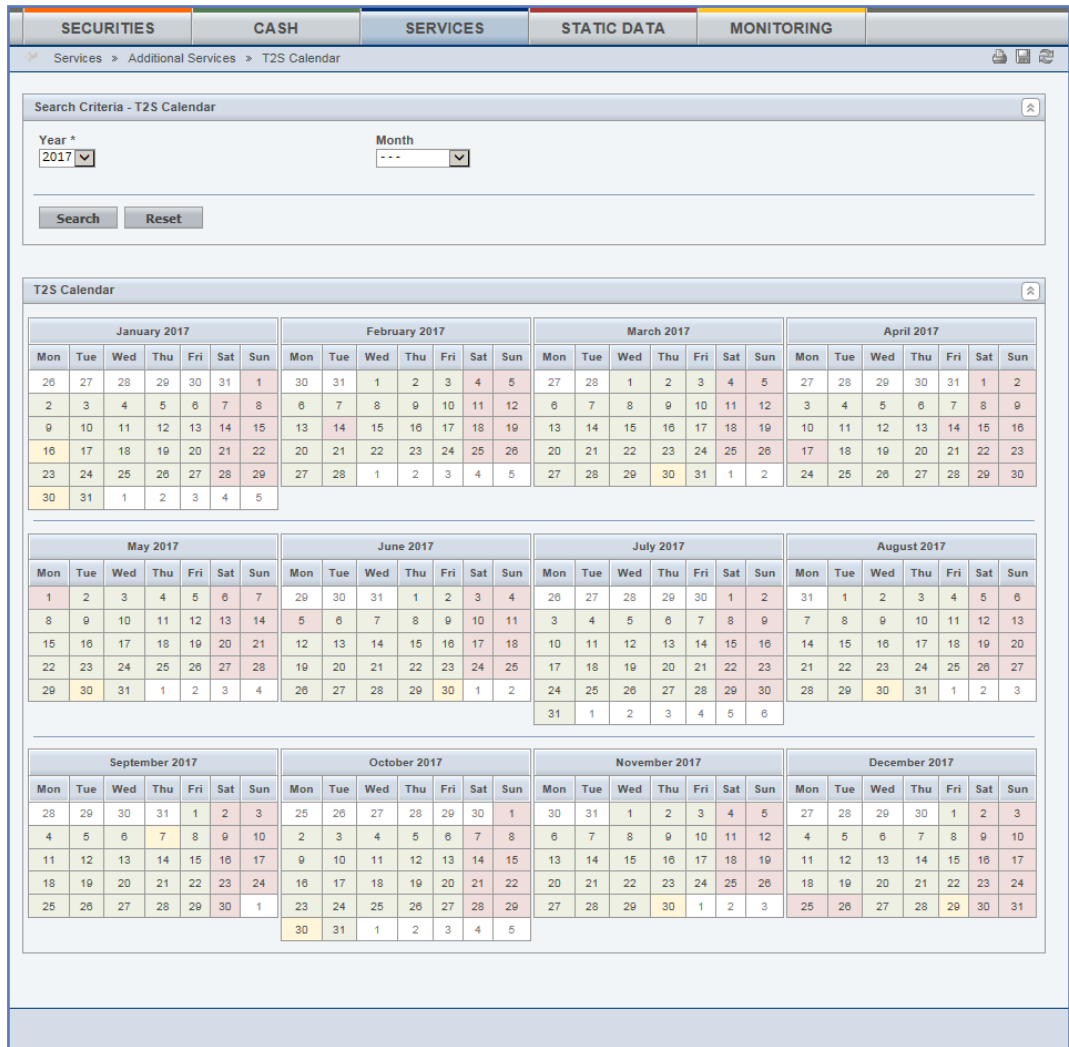 SECURITIES CASH SERVICES STATIC DATA MONITORING
Services » Additional Services » T2S Calendar
Search Criteria - T2S Calendar
Year * Month
2017 - - -
Search Reset
T2S Calendar
January 2017 February 2017 March 2017 April 2017
Mon Tue Wed Thu Fri Sat Sun Mon Tue Wed Thu Fri Sat Sun Mon Tue Wed Thu Fri Sat Sun Mon Tue Wed Thu Fri Sat Sun
26 27 28 29 30 31 1 30 31 1 2 3 4 5 27 28 1 2 3 4 5 27 28 29 30 31 1 2
2 3 4 5 6 7 8 6 7 8 9 10 11 12 6 7 8 9 10 11 12 3 4 5 6 7 8 9
9 10 11 12 13 14 15 13 14 15 16 17 18 19 13 14 15 16 17 18 19 10 11 12 13 14 15 16
16 17 18 19 20 21 22 20 21 22 23 24 25 26 20 21 22 23 24 25 26 17 18 19 20 21 22 23
23 24 25 26 27 28 29 27 28 1 2 3 4 5 27 28 29 30 31 1 2 24 25 26 27 28 29 30
30 31 1 2 3 4 5
May 2017 June 2017 July 2017 August 2017
Mon Tue Wed Thu Fri Sat Sun Mon Tue Wed Thu Fri Sat Sun Mon Tue Wed Thu Fri Sat Sun Mon Tue Wed Thu Fri Sat Sun
1 2 3 4 5 6 7 29 30 31 1 2 3 4 26 27 28 29 30 1 2 31 1 2 3 4 5 6
8 9 10 11 12 13 14 5 6 7 8 9 10 11 3 4 5 6 7 8 9 7 8 9 10 11 12 13
15 16 17 18 19 20 21 12 13 14 15 16 17 18 10 11 12 13 14 15 16 14 15 16 17 18 19 20
22 23 24 25 26 27 28 19 20 21 22 23 24 25 17 18 19 20 21 22 23 21 22 23 24 25 26 27
29 30 31 1 2 3 4 26 27 28 29 30 1 2 24 25 26 27 28 29 30 28 29 30 31 1 2 3
31 1 2 3 4 5 6
September 2017 October 2017 November 2017 December 2017
Mon Tue Wed Thu Fri Sat Sun Mon Tue Wed Thu Fri Sat Sun Mon Tue Wed Thu Fri Sat Sun Mon Tue Wed Thu Fri Sat Sun
28 29 30 31 1 2 3 25 26 27 28 29 30 1 30 31 1 2 3 4 5 27 28 29 30 1 2 3
4 5 6 7 8 9 10 2 3 4 5 6 7 8 6 7 8 9 10 11 12 4 5 6 7 8 9 10
11 12 13 14 15 16 17 9 10 11 12 13 14 15 13 14 15 16 17 18 19 11 12 13 14 15 16 17
18 19 20 21 22 23 24 16 17 18 19 20 21 22 20 21 22 23 24 25 26 18 19 20 21 22 23 24
25 26 27 28 29 30 1 23 24 25 26 27 28 29 27 28 29 30 1 2 3 25 26 27 28 29 30 31
30 31 1 2 3 4 5